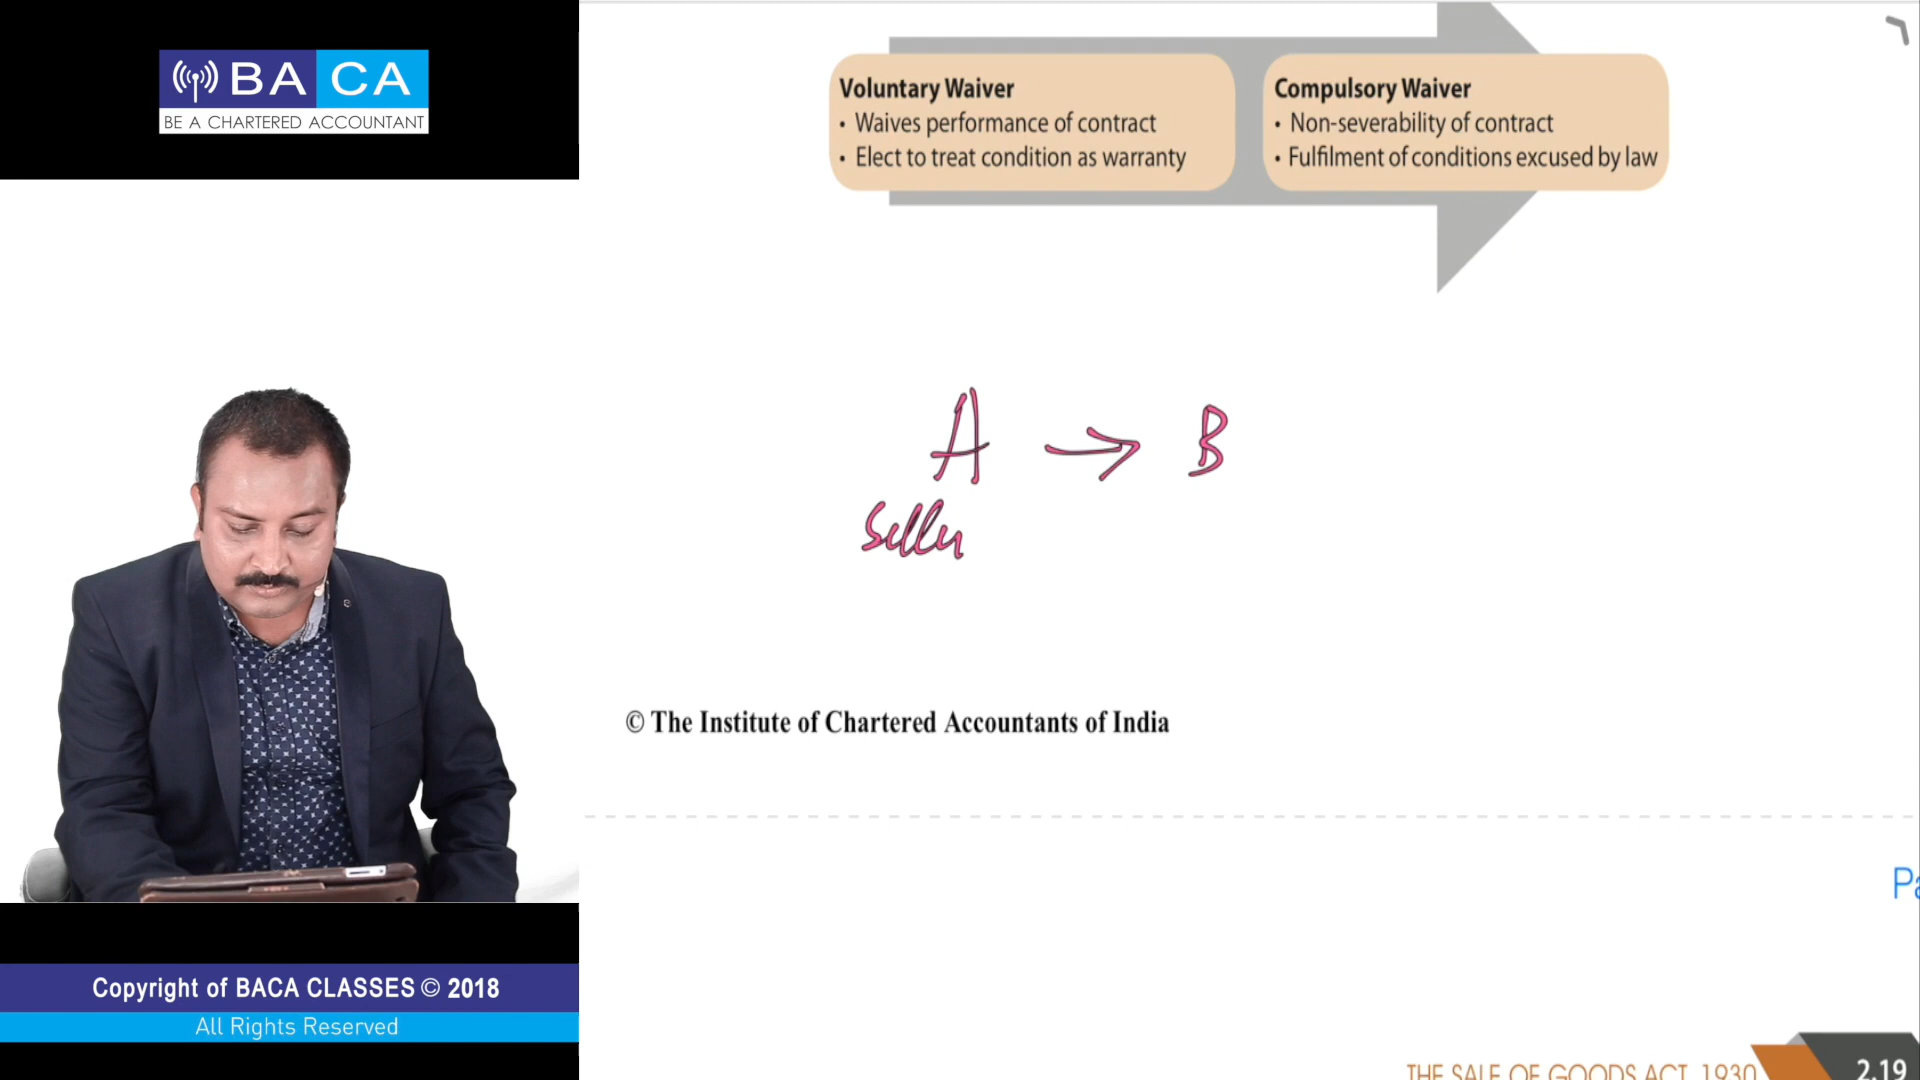 BA CA
BE A CHARTERED ACCOUNTANT
Voluntary Waiver
• Waives performance of contract
• Elect to treat condition as warranty
Compulsory Waiver
• Non-severability of contract
• Fulfilment of conditions excused by law
A → B
Seller
© The Institute of Chartered Accountants of India
Pa
Copyright of BACA CLASSES © 2018
All Rights Reserved
THE SALE OF GOODS ACT, 1930
2.19